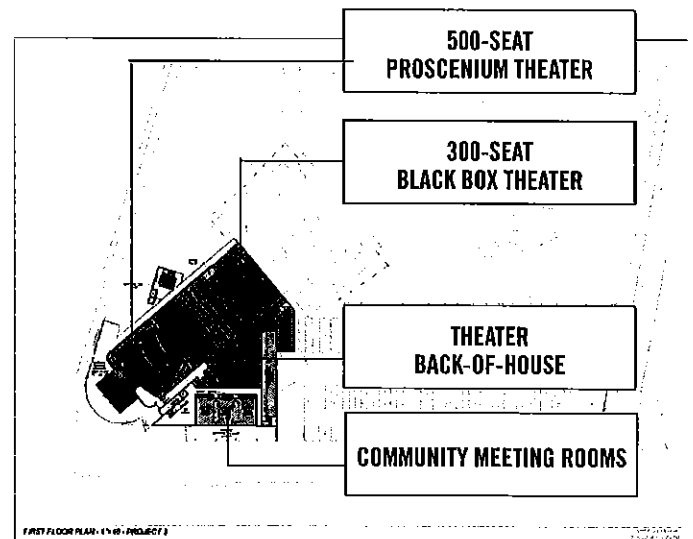 500-SEAT
PROSCENIUM THEATER
300-SEAT
BLACK BOX THEATER
THEATER
BACK-OF-HOUSE
COMMUNITY MEETING ROOMS
FIRST FLOOR PLAN